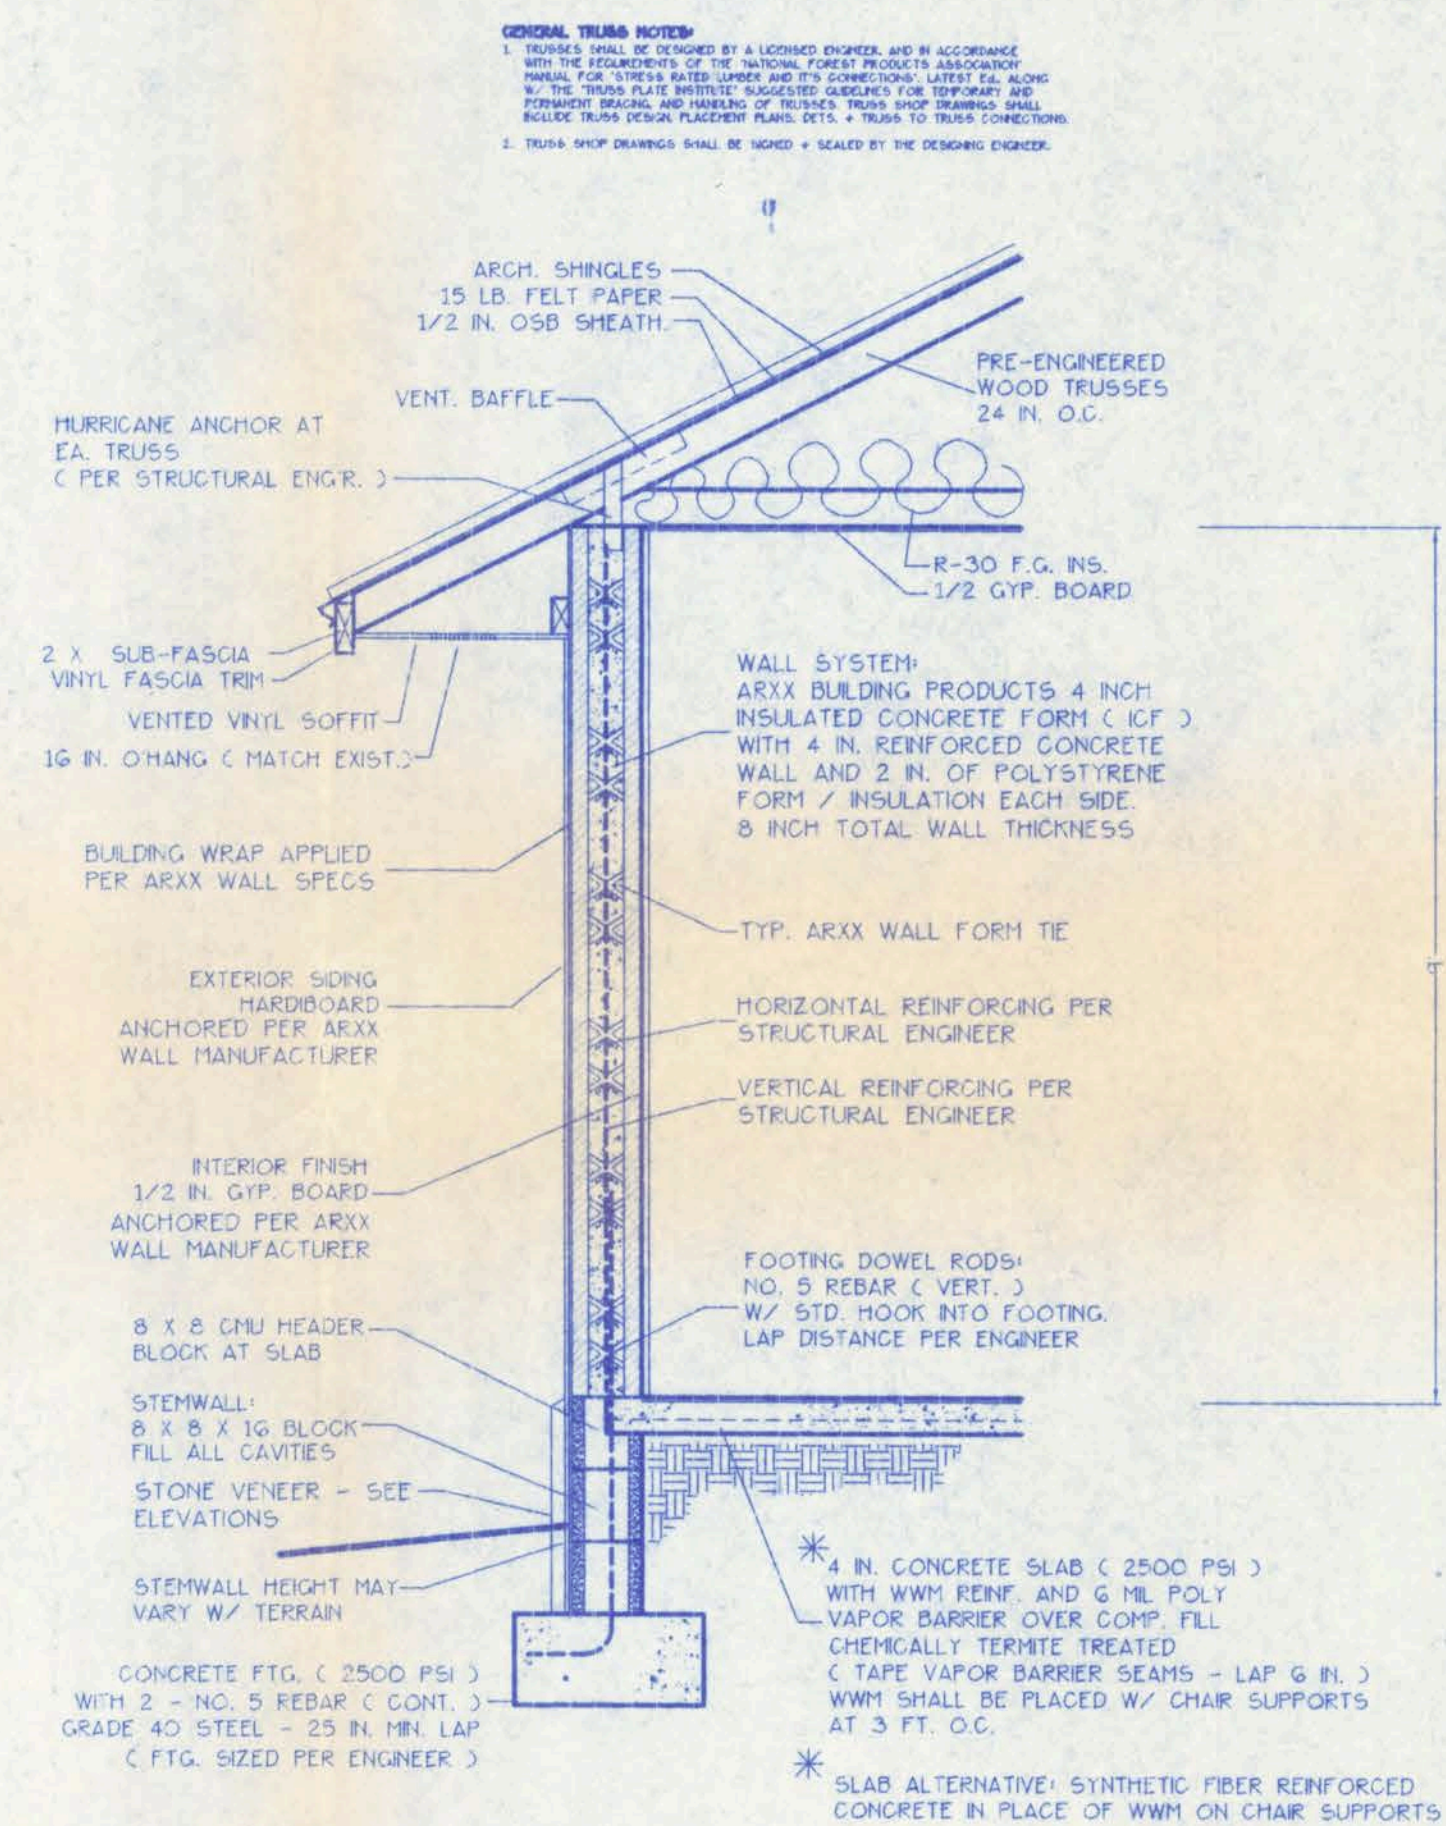 GENERAL TRUSS NOTES:
1. TRUSSES SHALL BE DESIGNED BY A LICENSED ENGINEER, AND IN ACCORDANCE
WITH THE REQUIREMENTS OF THE "NATIONAL FOREST PRODUCTS ASSOCIATION"
MANUAL FOR "STRESS RATED LUMBER AND IT'S CONNECTIONS". LATEST Ed., ALONG
W/ THE "TRUSS PLATE INSTITUTE" SUGGESTED GUIDELINES FOR TEMPORARY AND
PERMANENT BRACING, AND HANDLING OF TRUSSES. TRUSS SHOP DRAWINGS SHALL
INCLUDE TRUSS DESIGN, PLACEMENT PLANS, DETS. + TRUSS TO TRUSS CONNECTIONS.
2. TRUSS SHOP DRAWINGS SHALL BE SIGNED + SEALED BY THE DESIGNING ENGINEER.
ARCH. SHINGLES
15 LB. FELT PAPER
1/2 IN. OSB SHEATH.
PRE-ENGINEERED
WOOD TRUSSES
24 IN. O.C.
VENT. BAFFLE
HURRICANE ANCHOR AT
EA. TRUSS
( PER STRUCTURAL ENG'R. )
R-30 F.G. INS.
1/2 GYP. BOARD
2 X SUB-FASCIA
VINYL FASCIA TRIM
VENTED VINYL SOFFIT
16 IN. O'HANG ( MATCH EXIST.)
WALL SYSTEM:
ARXX BUILDING PRODUCTS 4 INCH
INSULATED CONCRETE FORM ( ICF )
WITH 4 IN. REINFORCED CONCRETE
WALL AND 2 IN. OF POLYSTYRENE
FORM / INSULATION EACH SIDE.
8 INCH TOTAL WALL THICKNESS
BUILDING WRAP APPLIED
PER ARXX WALL SPECS
TYP. ARXX WALL FORM TIE
EXTERIOR SIDING
HARDIBOARD
ANCHORED PER ARXX
WALL MANUFACTURER
HORIZONTAL REINFORCING PER
STRUCTURAL ENGINEER
VERTICAL REINFORCING PER
STRUCTURAL ENGINEER
INTERIOR FINISH
1/2 IN. GYP. BOARD
ANCHORED PER ARXX
WALL MANUFACTURER
FOOTING DOWEL RODS:
NO. 5 REBAR ( VERT. )
W/ STD. HOOK INTO FOOTING.
LAP DISTANCE PER ENGINEER
8 X 8 CMU HEADER
BLOCK AT SLAB
STEMWALL:
8 X 8 X 16 BLOCK
FILL ALL CAVITIES
STONE VENEER - SEE
ELEVATIONS
STEMWALL HEIGHT MAY
VARY W/ TERRAIN
CONCRETE FTG. ( 2500 PSI )
WITH 2 - NO. 5 REBAR ( CONT. )
GRADE 40 STEEL - 25 IN. MIN. LAP
( FTG. SIZED PER ENGINEER )
* 4 IN. CONCRETE SLAB ( 2500 PSI )
WITH WWM REINF. AND 6 MIL POLY
VAPOR BARRIER OVER COMP. FILL
CHEMICALLY TERMITE TREATED
( TAPE VAPOR BARRIER SEAMS - LAP 6 IN. )
WWM SHALL BE PLACED W/ CHAIR SUPPORTS
AT 3 FT. O.C.
* SLAB ALTERNATIVE: SYNTHETIC FIBER REINFORCED
CONCRETE IN PLACE OF WWM ON CHAIR SUPPORTS